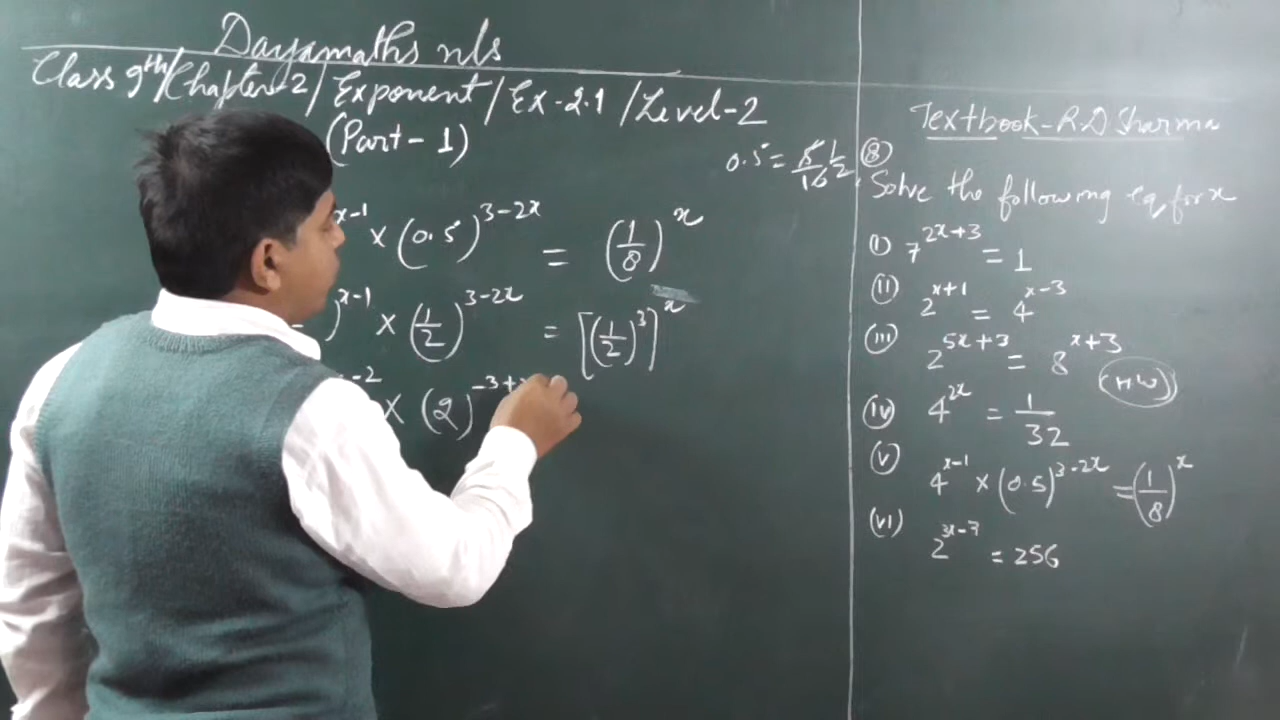 Dayamaths nls
Class 9th/Chapter-2/Exponent/Ex-2.1/Level-2
(Part-1)
x-1 × (0.5)^3-2x = (1/8)^x
)^x-1 × (1/2)^3-2x = [(1/2)^3]^x
-2 × (2)^-3+
0.5 = 5/10 1/2
Textbook-R.D Sharma
⑧
Solve the following eq for x
(i) 7^2x+3 = 1
(ii) 2^x+1 = 4^x-3
(iii) 2^5x+3 = 8^x+3
(HW)
(iv) 4^2x = 1/32
(v) 4^x-1 × (0.5)^3-2x = (1/8)^x
(vi) 2^3x-7 = 256